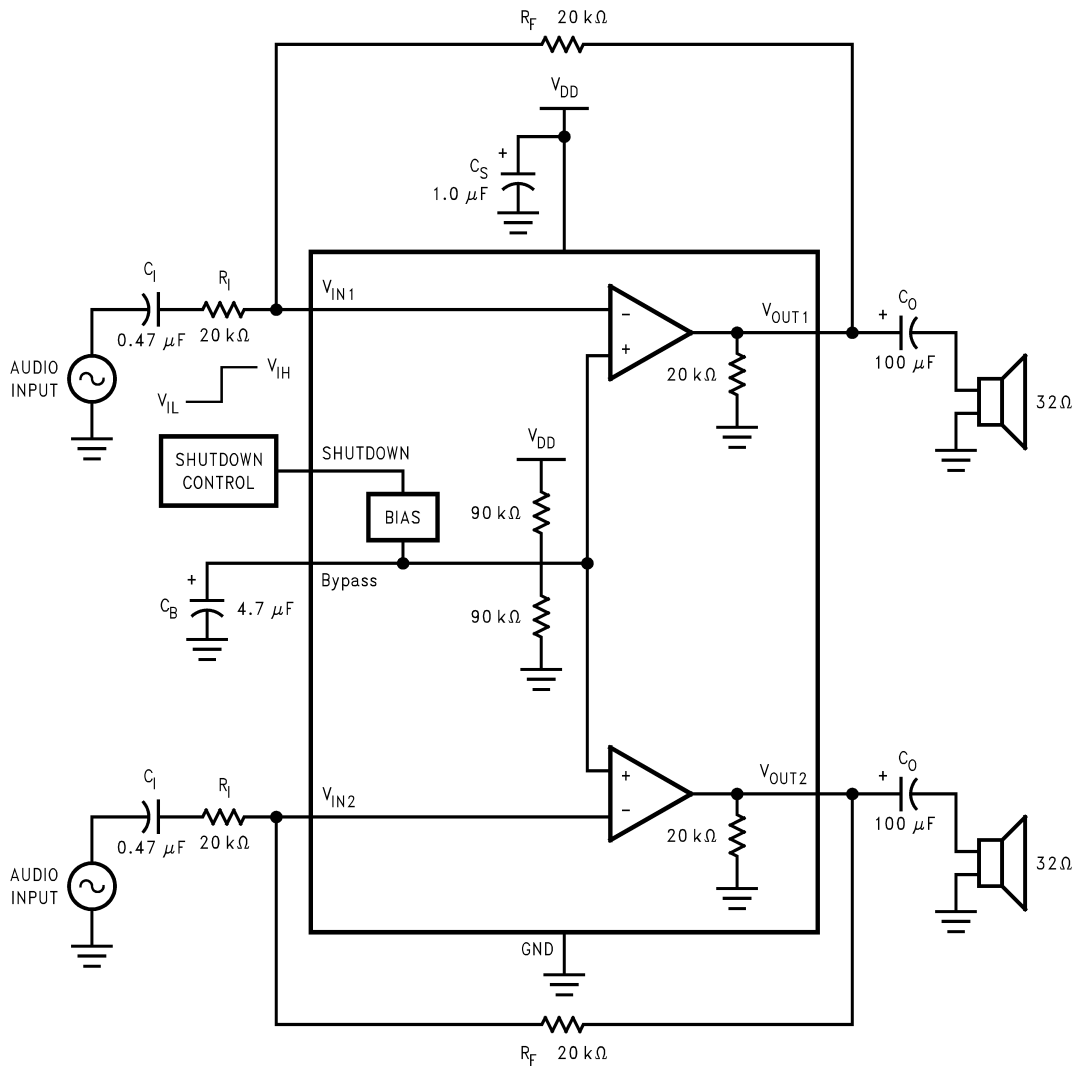 R_F 20 kΩ
V_DD
+
C_S
1.0 µF
C_I
R_I
V_IN1
0.47 µF
20 kΩ
−
+
V_OUT1
+
C_O
100 µF
20 kΩ
AUDIO
INPUT
V_IH
V_IL
32Ω
SHUTDOWN
CONTROL
SHUTDOWN
BIAS
V_DD
90 kΩ
Bypass
+
C_B
4.7 µF
90 kΩ
C_I
R_I
V_IN2
0.47 µF
20 kΩ
+
−
V_OUT2
+
C_O
100 µF
20 kΩ
AUDIO
INPUT
32Ω
GND
R_F 20 kΩ